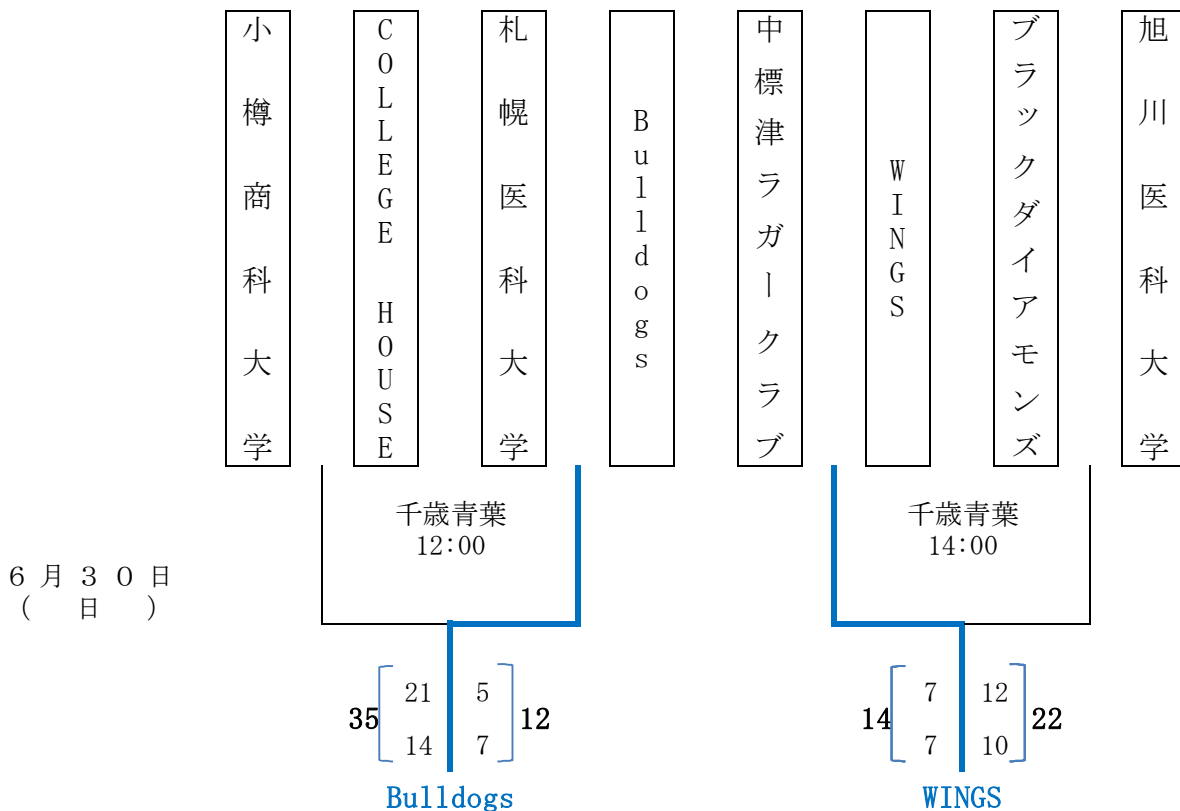 小樽商科大学
COLLEGE HOUSE
札幌医科大学
Bulldogs
中標津ラガークラブ
WINGS
ブラックダイアモンズ
旭川医科大学
千歳青葉
12:00
千歳青葉
14:00
６月３０日
(　日　)
21 5
35 12
14 7
7 12
14 22
7 10
Bulldogs
WINGS